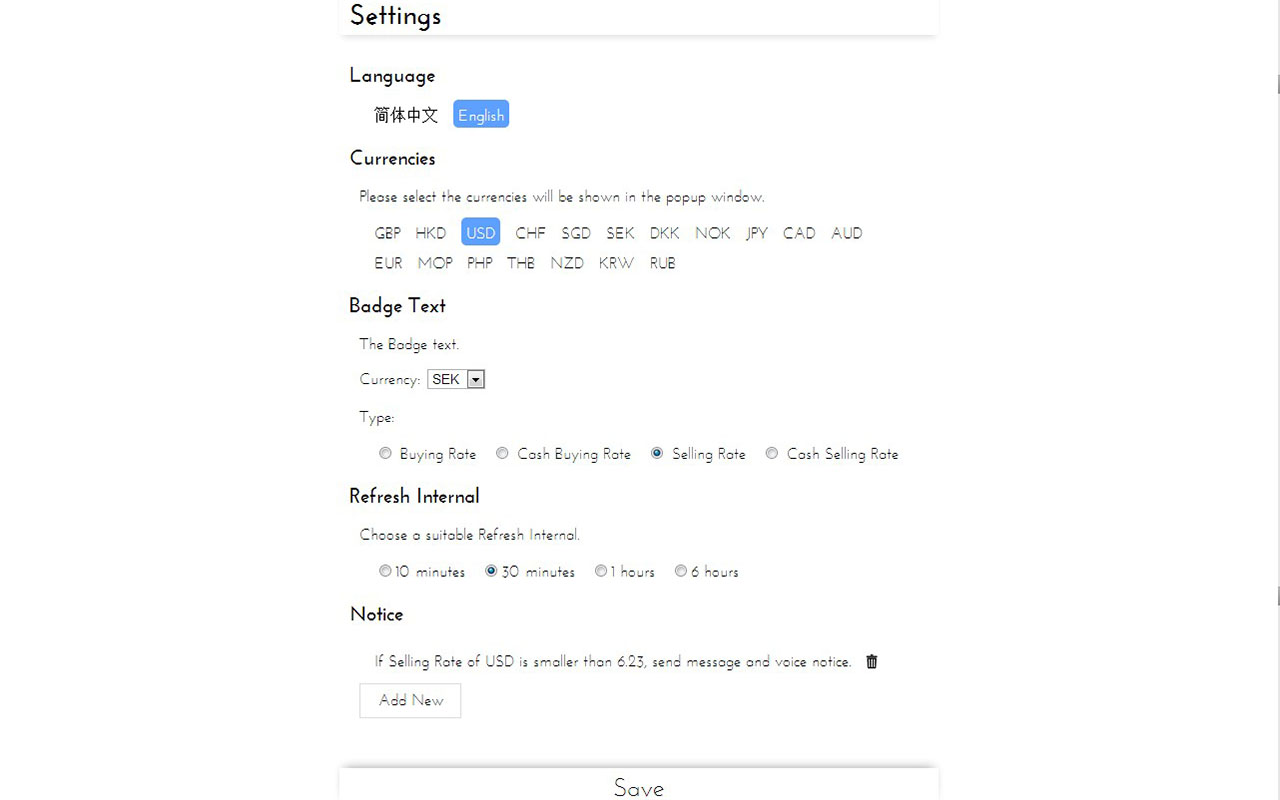 Settings
Language
简体中文 English
Currencies
Please select the currencies will be shown in the popup window.
GBP HKD USD CHF SGD SEK DKK NOK JPY CAD AUD
EUR MOP PHP THB NZD KRW RUB
Badge Text
The Badge text.
Currency: SEK
Type:
Buying Rate Cash Buying Rate Selling Rate Cash Selling Rate
Refresh Internal
Choose a suitable Refresh Internal.
10 minutes 30 minutes 1 hours 6 hours
Notice
If Selling Rate of USD is smaller than 6.23, send message and voice notice.
Add New
Save